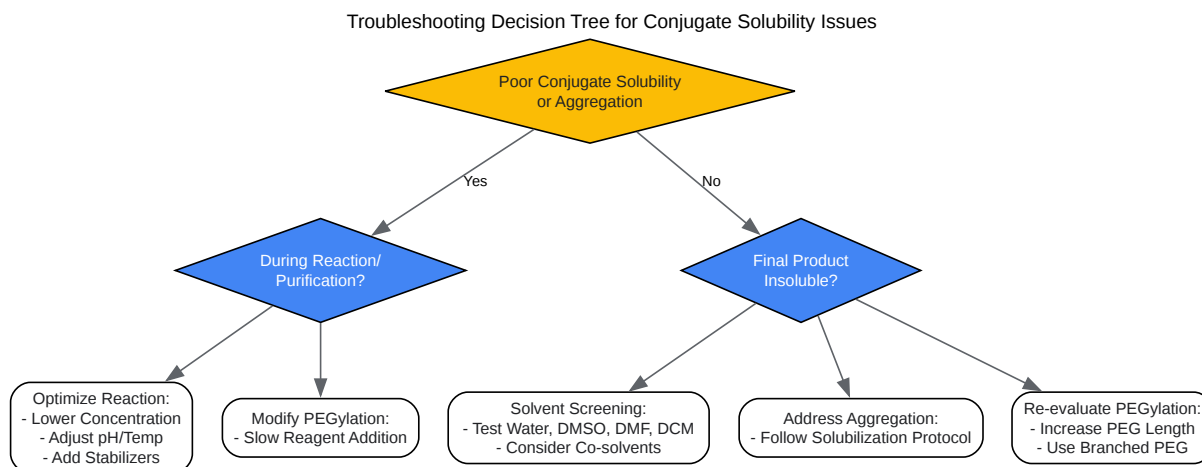 Troubleshooting Decision Tree for Conjugate Solubility Issues
Poor Conjugate Solubility
or Aggregation
Yes
No
During Reaction/
Purification?
Final Product
Insoluble?
Optimize Reaction:
- Lower Concentration
- Adjust pH/Temp
- Add Stabilizers
Modify PEGylation:
- Slow Reagent Addition
Solvent Screening:
- Test Water, DMSO, DMF, DCM
- Consider Co-solvents
Address Aggregation:
- Follow Solubilization Protocol
Re-evaluate PEGylation:
- Increase PEG Length
- Use Branched PEG